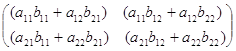 (a₁₁b₁₁ + a₁₂b₂₁) (a₁₁b₁₂ + a₁₂b₂₂)
(a₂₁b₁₁ + a₂₂b₂₁) (a₂₁b₁₂ + a₂₂b₂₂)